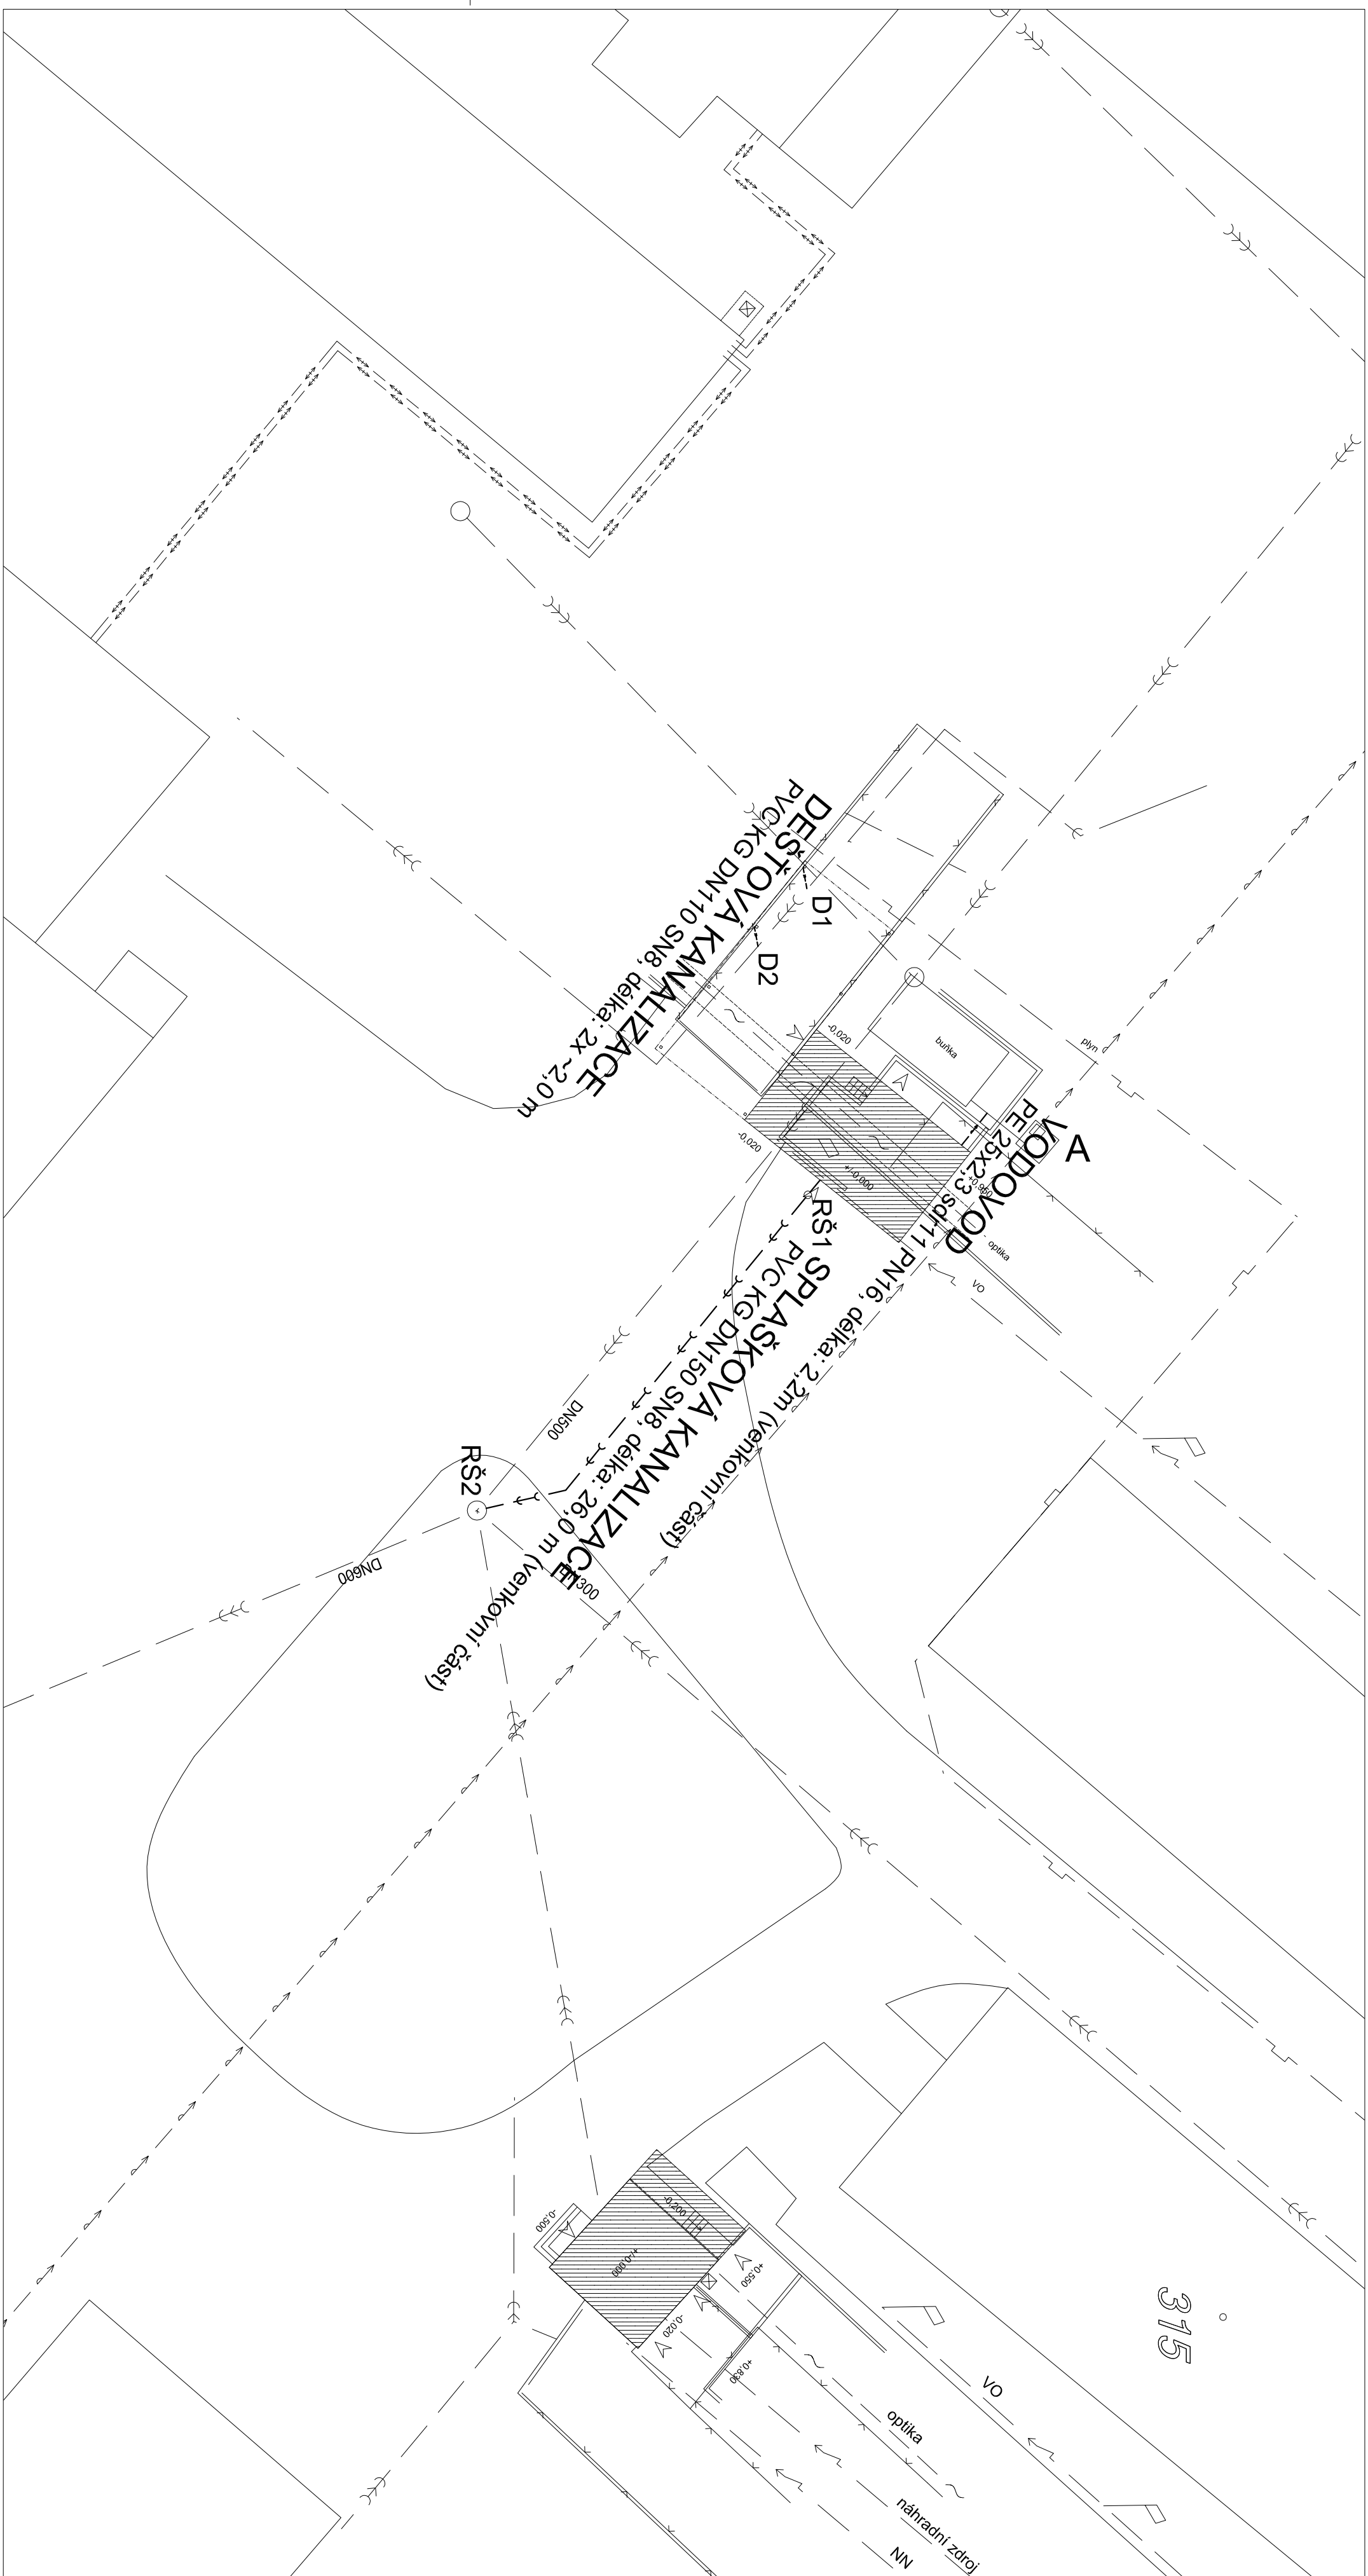 DEŠŤOVÁ KANALIZACE
PVC KG DN110 SN8, délka: 2x ~2,0 m
D1
D2
-0,020
buňka
plyn
A
VODOVOD
PE 25x2,3 sdr11 PN16, délka: 2,2m (venkovní část)
+0,950
-0,020
+/-0,000
optika
VO
RŠ1
SPLAŠKOVÁ KANALIZACE
PVC KG DN150 SN8, délka: 26,0 m (venkovní část)
DN500
RŠ2
DN600
DN300
-0,200
-0,500
+/-0,000
+0,550
-0,020
+0,830
315
VO
optika
náhradní zdroj
NN